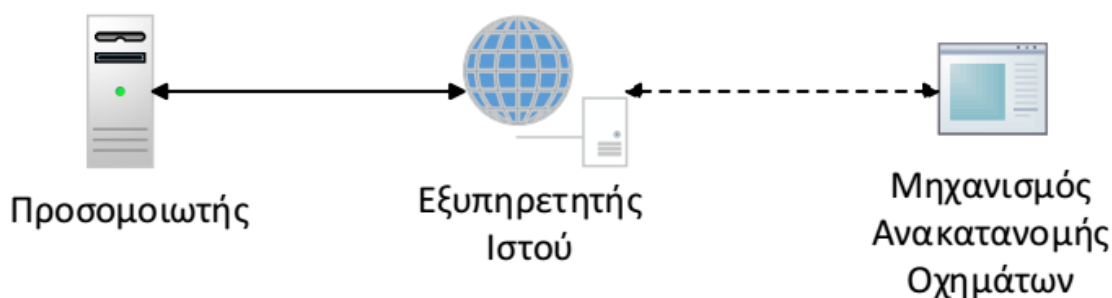 Προσομοιωτής
Εξυπηρετητής
Ιστού
Μηχανισμός
Ανακατανομής
Οχημάτων